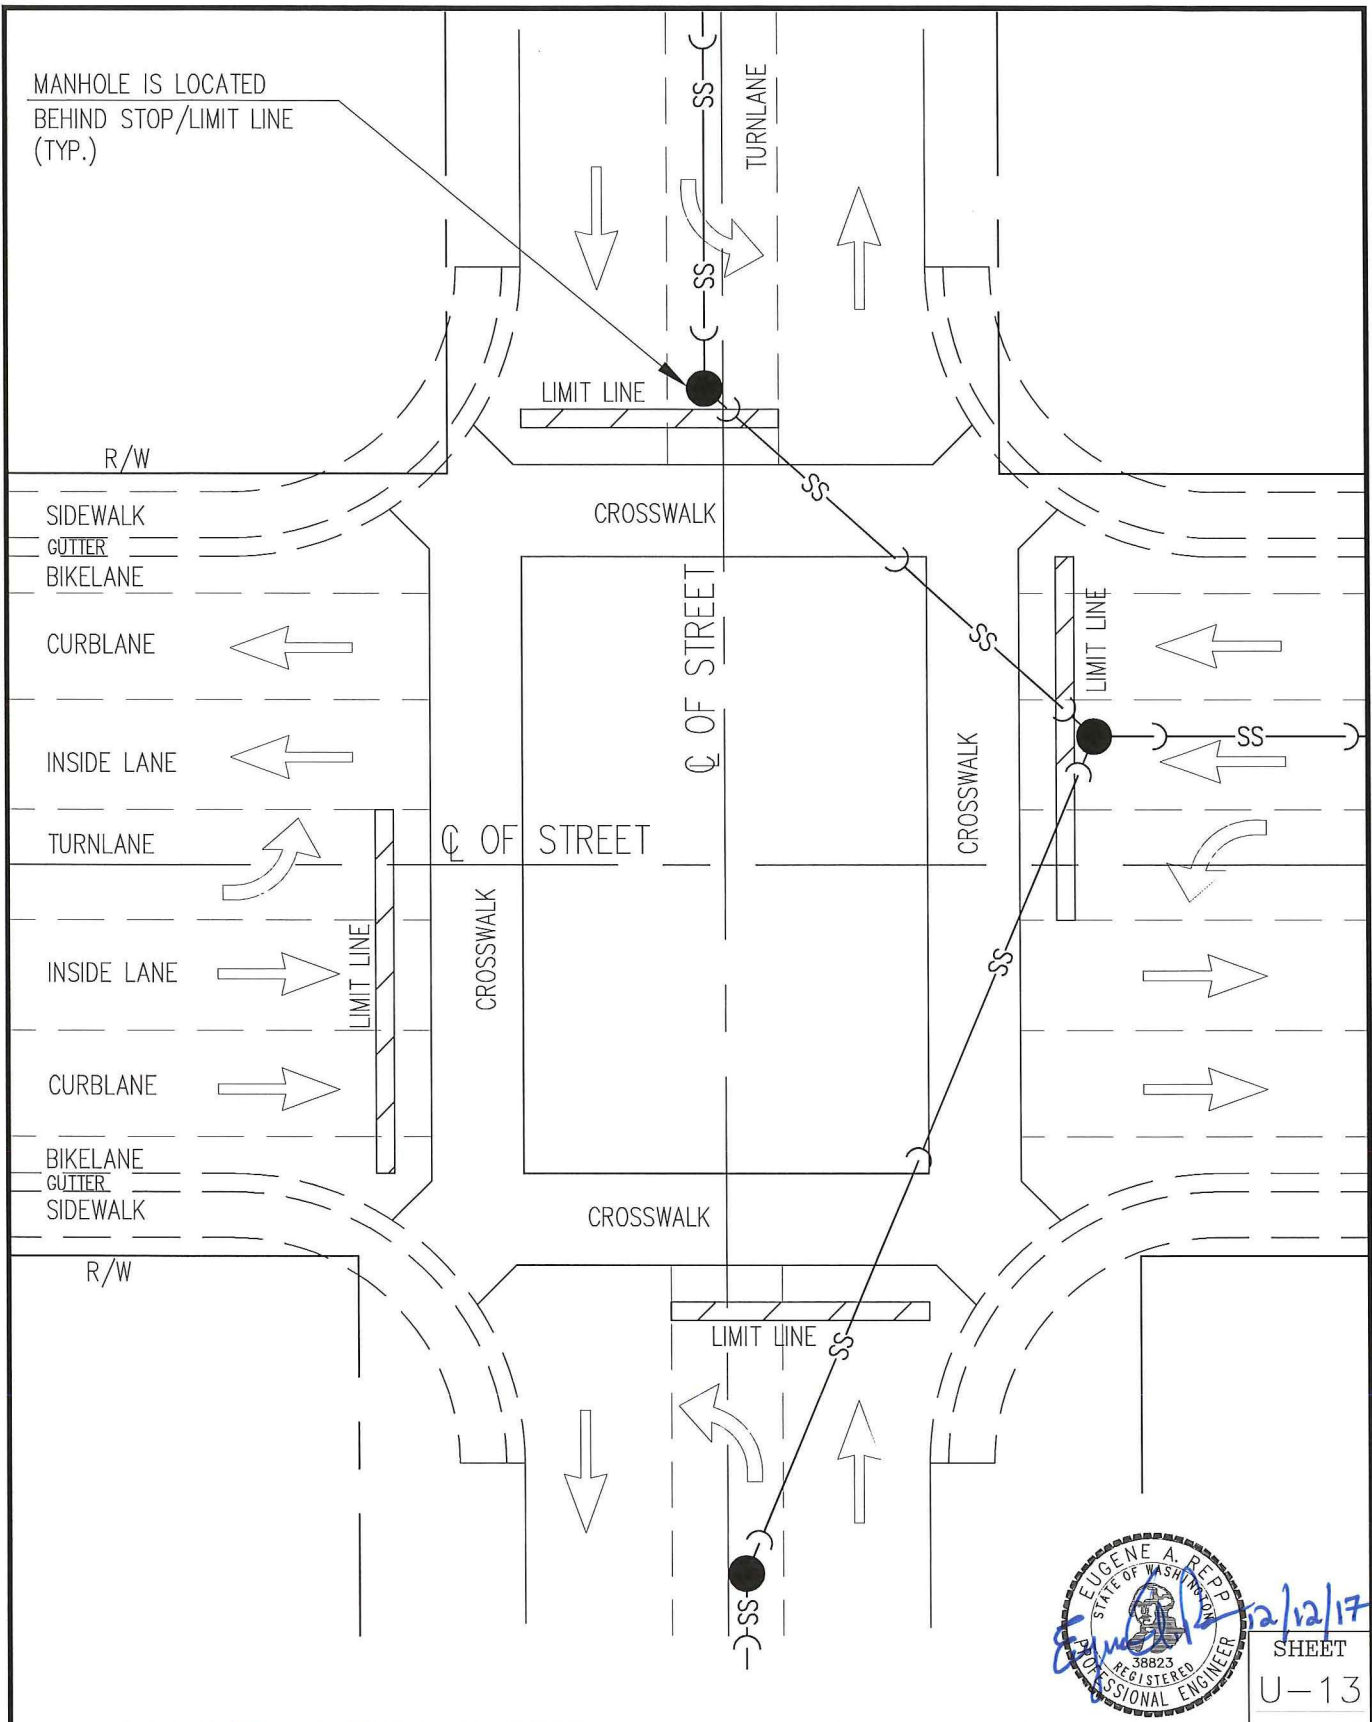 MANHOLE IS LOCATED
BEHIND STOP/LIMIT LINE
(TYP.)
SS
TURNLANE
SS
LIMIT LINE
R/W
SS
SIDEWALK
CROSSWALK
GUTTER
BIKELANE
℄ OF STREET
LIMIT LINE
SS
CURBLANE
SS
INSIDE LANE
CROSSWALK
TURNLANE
℄ OF STREET
CROSSWALK
LIMIT LINE
SS
INSIDE LANE
CURBLANE
BIKELANE
GUTTER
SIDEWALK
CROSSWALK
R/W
LIMIT LINE
SS
SS
EUGENE A. REPP
STATE OF WASHINGTON
38823
REGISTERED
PROFESSIONAL ENGINEER
12/12/17
SHEET
U-13